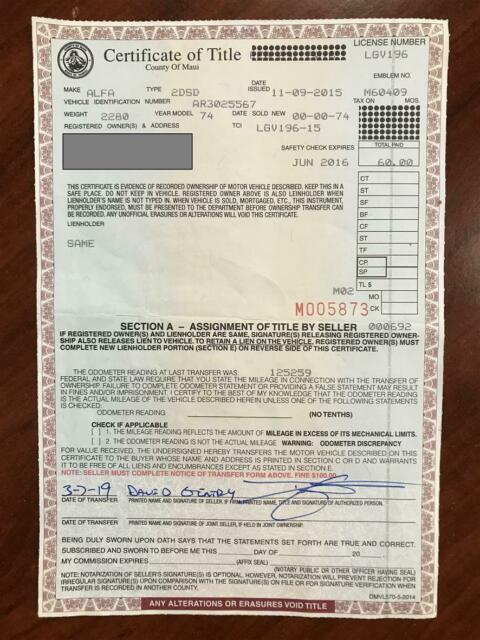 Certificate of Title
County Of Maui
LICENSE NUMBER
LGV196
EMBLEM NO.
MAKE ALFA TYPE 2DSD DATE ISSUED 11-09-2015 M60409
VEHICLE IDENTIFICATION NUMBER AR3025567 TAX ON MOS.
WEIGHT 2280 YEAR MODEL 74 DATE SOLD NEW 00-00-74
REGISTERED OWNER(S) & ADDRESS TCI LGV196-15
SAFETY CHECK EXPIRES TOTAL PAID
JUN 2016 60.00
CT
ST
SF
BF
CF
ST
TF
CP
SP
TL $
MO
CK
THIS CERTIFICATE IS EVIDENCE OF RECORDED OWNERSHIP OF MOTOR VEHICLE DESCRIBED. KEEP THIS IN A
SAFE PLACE. DO NOT KEEP IN VEHICLE. REGISTERED OWNER ABOVE IS ALSO LEINHOLDER WHEN
LIENHOLDER'S NAME IS NOT TYPED IN. WHEN VEHICLE IS SOLD, MORTGAGED, ETC., THIS INSTRUMENT,
PROPERLY ENDORSED, MUST BE PRESENTED TO THE DEPARTMENT BEFORE OWNERSHIP TRANSFER CAN
BE RECORDED. ANY UNOFFICIAL ERASURES OR ALTERATIONS WILL VOID THIS CERTIFICATE.
LIENHOLDER
SAME
M02
M005873
000692
SECTION A – ASSIGNMENT OF TITLE BY SELLER
IF REGISTERED OWNER(S) AND LIENHOLDER ARE SAME, SIGNATURE(S) RELEASING REGISTERED OWNER-
SHIP ALSO RELEASES LIEN TO VEHICLE. TO RETAIN A LIEN ON THE VEHICLE, REGISTERED OWNER(S) MUST
COMPLETE NEW LIENHOLDER PORTION (SECTION E) ON REVERSE SIDE OF THIS CERTIFICATE.
THE ODOMETER READING AT LAST TRANSFER WAS 125259
FEDERAL AND STATE LAW REQUIRE THAT YOU STATE THE MILEAGE IN CONNECTION WITH THE TRANSFER OF
OWNERSHIP. FAILURE TO COMPLETE ODOMETER STATEMENT OR PROVIDING A FALSE STATEMENT MAY RESULT
IN FINES AND/OR IMPRISONMENT. I CERTIFY TO THE BEST OF MY KNOWLEDGE THAT THE ODOMETER READING
IS THE ACTUAL MILEAGE OF THE VEHICLE DESCRIBED HEREIN UNLESS ONE OF THE FOLLOWING STATEMENTS
IS CHECKED.
ODOMETER READING (NO TENTHS)
CHECK IF APPLICABLE
[ ] 1. THE MILEAGE READING REFLECTS THE AMOUNT OF MILEAGE IN EXCESS OF ITS MECHANICAL LIMITS.
[ ] 2. THE ODOMETER READING IS NOT THE ACTUAL MILEAGE WARNING: ODOMETER DISCREPANCY
FOR VALUE RECEIVED, THE UNDERSIGNED HEREBY TRANSFERS THE MOTOR VEHICLE DESCRIBED ON
THIS CERTIFICATE TO THE BUYER WHOSE NAME AND ADDRESS IS PRINTED IN SECTION C OR D AND WARRANTS
IT TO BE FREE OF ALL LIENS AND ENCUMBRANCES EXCEPT AS STATED IN SECTION E.
NOTE: SELLER MUST COMPLETE NOTICE OF TRANSFER FORM ABOVE. FINE $100.00
3-7-19 DAVID GENTRY
DATE OF TRANSFER PRINTED NAME AND SIGNATURE OF SELLER, IF FIRM, PRINTED NAME, TITLE AND SIGNATURE OF AUTHORIZED PERSON.
DATE OF TRANSFER PRINTED NAME AND SIGNATURE OF JOINT SELLER, IF HELD IN JOINT OWNERSHIP.
BEING DULY SWORN UPON OATH SAYS THAT THE STATEMENTS SET FORTH ARE TRUE AND CORRECT.
SUBSCRIBED AND SWORN TO BEFORE ME THIS DAY OF 20
MY COMMISSION EXPIRES (AFFIX SEAL)
(NOTARY PUBLIC OR OTHER OFFICER HAVING SEAL)
NOTE: NOTARIZATION OF SELLER'S SIGNATURE(S) IS OPTIONAL, HOWEVER, NOTARIZATION WILL PREVENT REJECTION FOR
IRREGULAR SIGNATURE(S) UPON COMPARISON WITH THE SIGNATURE(S) ON FILE OR FOR SIGNATURE VERIFICATION WHEN
TRANSFER IS RECORDED IN ANOTHER COUNTY.
DMVL570-5-2014
ANY ALTERATIONS OR ERASURES VOID TITLE